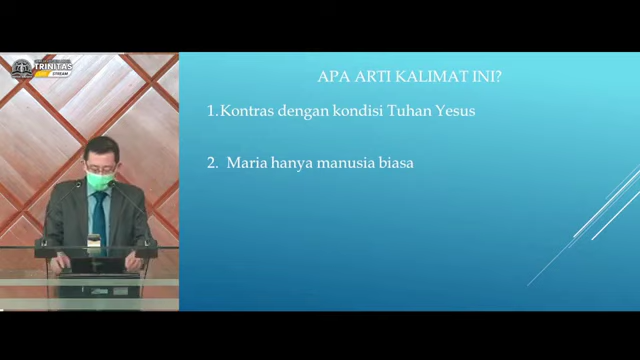 TRINITAS
STREAM
APA ARTI KALIMAT INI?
1.Kontras dengan kondisi Tuhan Yesus
2. Maria hanya manusia biasa